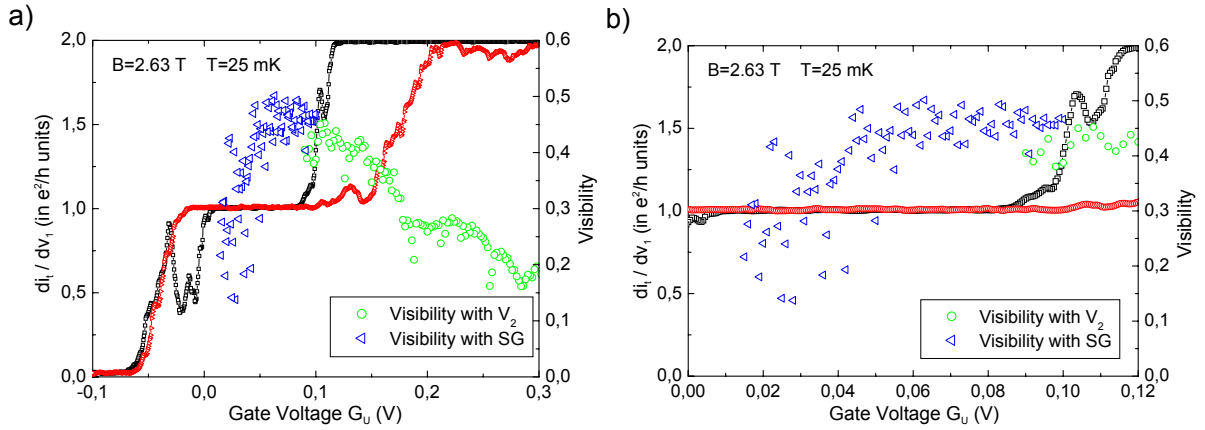 a)
B=2.63 T T=25 mK
di_t / dv_1 (in e^2/h units)
2,0
1,5
1,0
0,5
0,0
0,6
0,5
0,4
0,3
0,2
0,1
0,0
Visibility
Visibility with V_2
Visibility with SG
-0,1 0,0 0,1 0,2 0,3
Gate Voltage G_U (V)
b)
B=2.63 T T=25 mK
di_t / dv_1 (in e^2/h units)
2,0
1,5
1,0
0,5
0,0
0,6
0,5
0,4
0,3
0,2
0,1
0,0
Visibility
Visibility with V_2
Visibility with SG
0,00 0,02 0,04 0,06 0,08 0,10 0,12
Gate Voltage G_U (V)